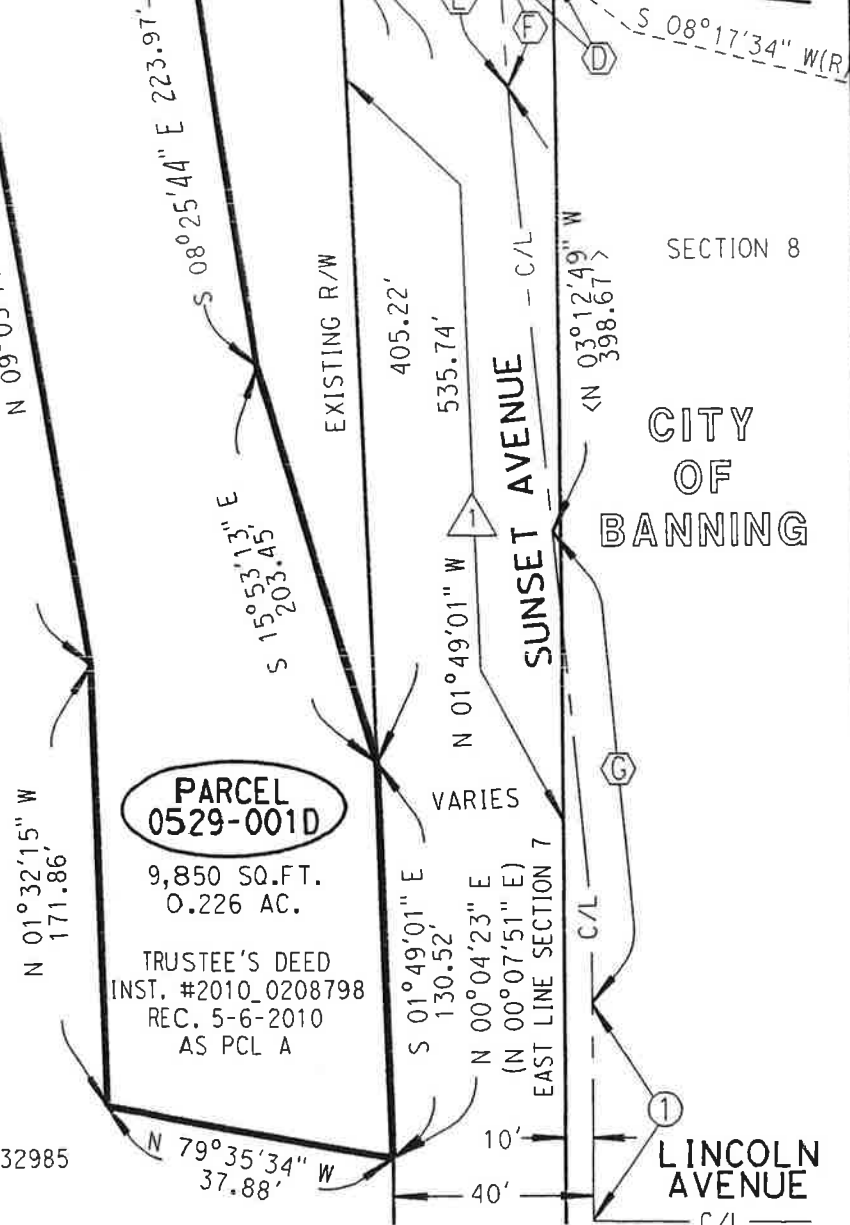 E
F
D
S 08°17'34" W(R)
S 08°25'44" E 223.97'
SECTION 8
EXISTING R/W
405.22'
535.74'
C/L
<N 03°12'49" W
398.67'>
SUNSET AVENUE
CITY
OF
BANNING
1
S 15°53'13" E
203.45'
N 01°49'01" W
G
PARCEL
0529-001D
VARIES
9,850 SQ.FT.
0.226 AC.
N 01°32'15" W
171.86'
TRUSTEE'S DEED
INST. #2010_0208798
REC. 5-6-2010
AS PCL A
S 01°49'01" E
130.52'
N 00°04'23" E
(N 00°07'51" E)
EAST LINE SECTION 7
C/L
1
32985
N 79°35'34" W
37.88'
10'
40'
LINCOLN
AVENUE
C/L